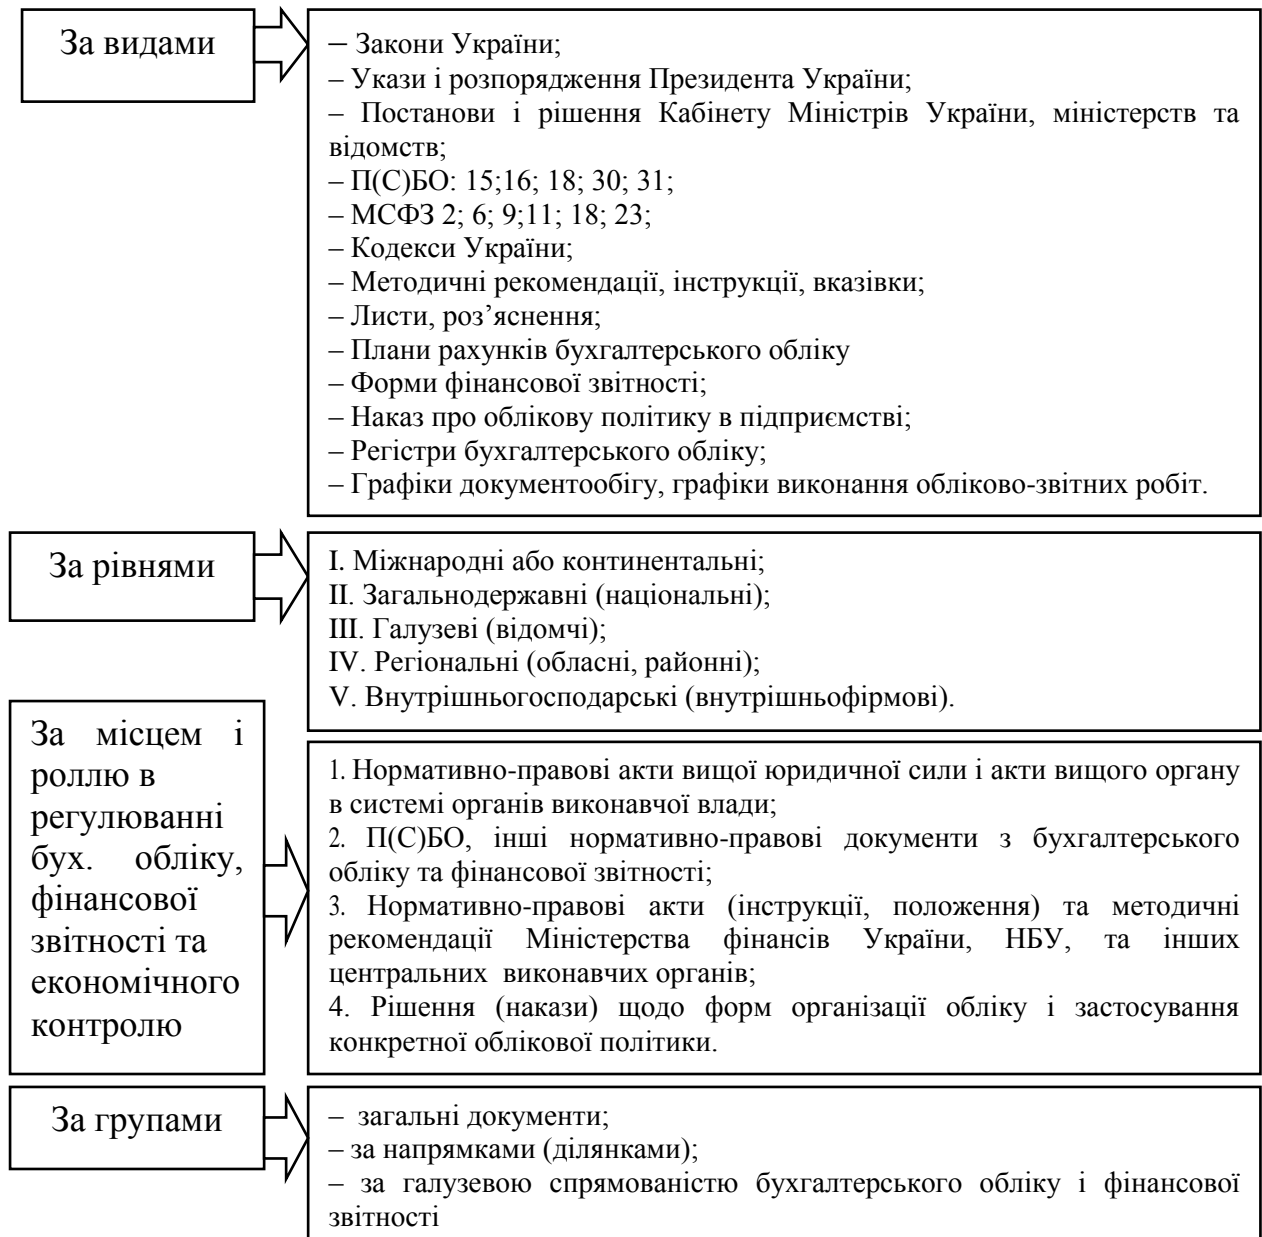 За видами
– Закони України;
– Укази і розпорядження Президента України;
– Постанови і рішення Кабінету Міністрів України, міністерств та
відомств;
– П(С)БО: 15;16; 18; 30; 31;
– МСФЗ 2; 6; 9;11; 18; 23;
– Кодекси України;
– Методичні рекомендації, інструкції, вказівки;
– Листи, роз’яснення;
– Плани рахунків бухгалтерського обліку
– Форми фінансової звітності;
– Наказ про облікову політику в підприємстві;
– Регістри бухгалтерського обліку;
– Графіки документообігу, графіки виконання обліково-звітних робіт.
За рівнями
I. Міжнародні або континентальні;
II. Загальнодержавні (національні);
III. Галузеві (відомчі);
IV. Регіональні (обласні, районні);
V. Внутрішньогосподарські (внутрішньофірмові).
За місцем і
роллю в
регулюванні
бух. обліку,
фінансової
звітності та
економічного
контролю
1. Нормативно-правові акти вищої юридичної сили і акти вищого органу
в системі органів виконавчої влади;
2. П(С)БО, інші нормативно-правові документи з бухгалтерського
обліку та фінансової звітності;
3. Нормативно-правові акти (інструкції, положення) та методичні
рекомендації Міністерства фінансів України, НБУ, та інших
центральних виконавчих органів;
4. Рішення (накази) щодо форм організації обліку і застосування
конкретної облікової політики.
За групами
– загальні документи;
– за напрямками (ділянками);
– за галузевою спрямованістю бухгалтерського обліку і фінансової
звітності